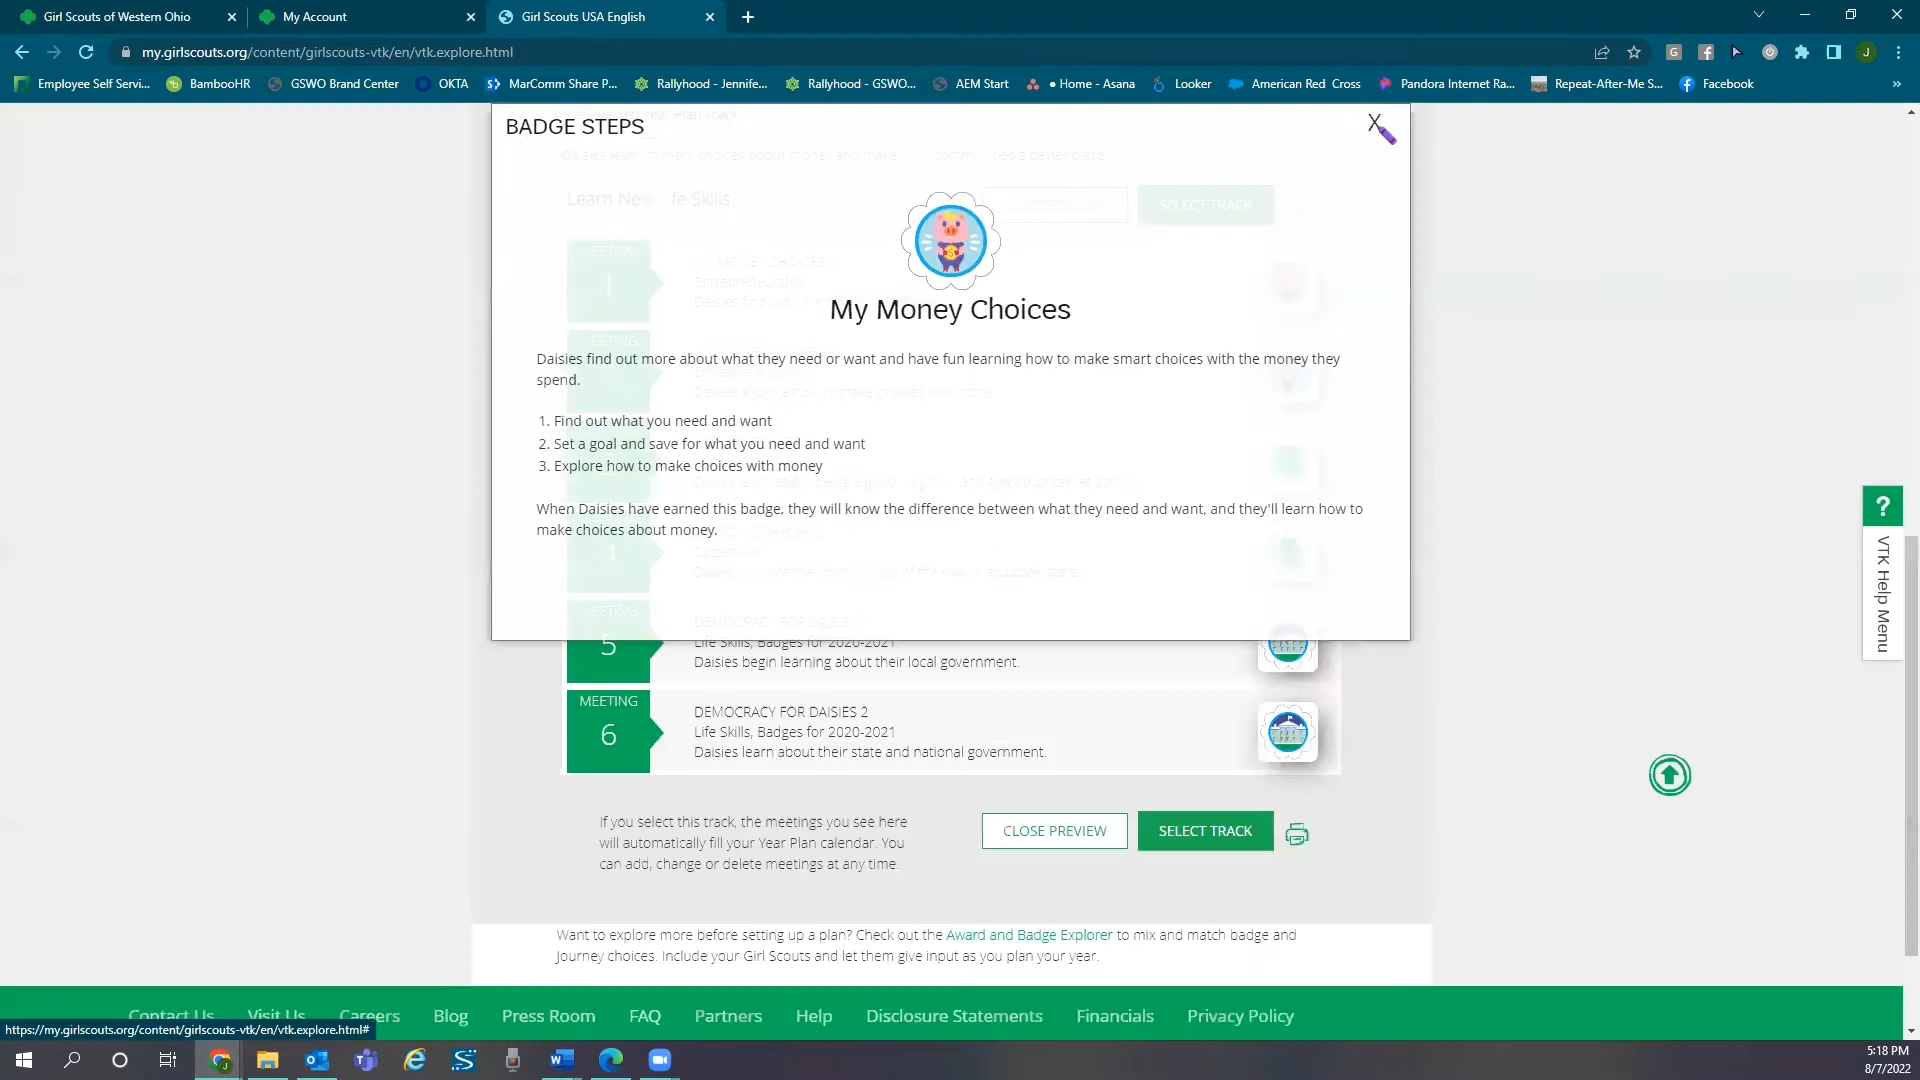 Girl Scouts of Western Ohio
My Account
Girl Scouts USA English
my.girlscouts.org/content/girlscouts-vtk/en/vtk.explore.html
Employee Self Servi...
BambooHR
GSWO Brand Center
OKTA
MarComm Share P...
Rallyhood - Jennife...
Rallyhood - GSWO...
AEM Start
• Home - Asana
Looker
American Red Cross
Pandora Internet Ra...
Repeat-After-Me S...
Facebook
BADGE STEPS
X
SELECT TRACK
My Money Choices
Daisies find out more about what they need or want and have fun learning how to make smart choices with the money they
spend.
1. Find out what you need and want
2. Set a goal and save for what you need and want
3. Explore how to make choices with money
When Daisies have earned this badge, they will know the difference between what they need and want, and they'll learn how to
make choices about money.
5
Life Skills, Badges for 2020-2021
Daisies begin learning about their local government.
MEETING
6
DEMOCRACY FOR DAISIES 2
Life Skills, Badges for 2020-2021
Daisies learn about their state and national government.
If you select this track, the meetings you see here
will automatically fill your Year Plan calendar. You
can add, change or delete meetings at any time.
CLOSE PREVIEW
SELECT TRACK
Want to explore more before setting up a plan? Check out the Award and Badge Explorer to mix and match badge and
Journey choices. Include your Girl Scouts and let them give input as you plan your year.
?
VTK Help Menu
Contact Us
Visit Us
Careers
Blog
Press Room
FAQ
Partners
Help
Disclosure Statements
Financials
Privacy Policy
https://my.girlscouts.org/content/girlscouts-vtk/en/vtk.explore.html#
5:18 PM
8/7/2022